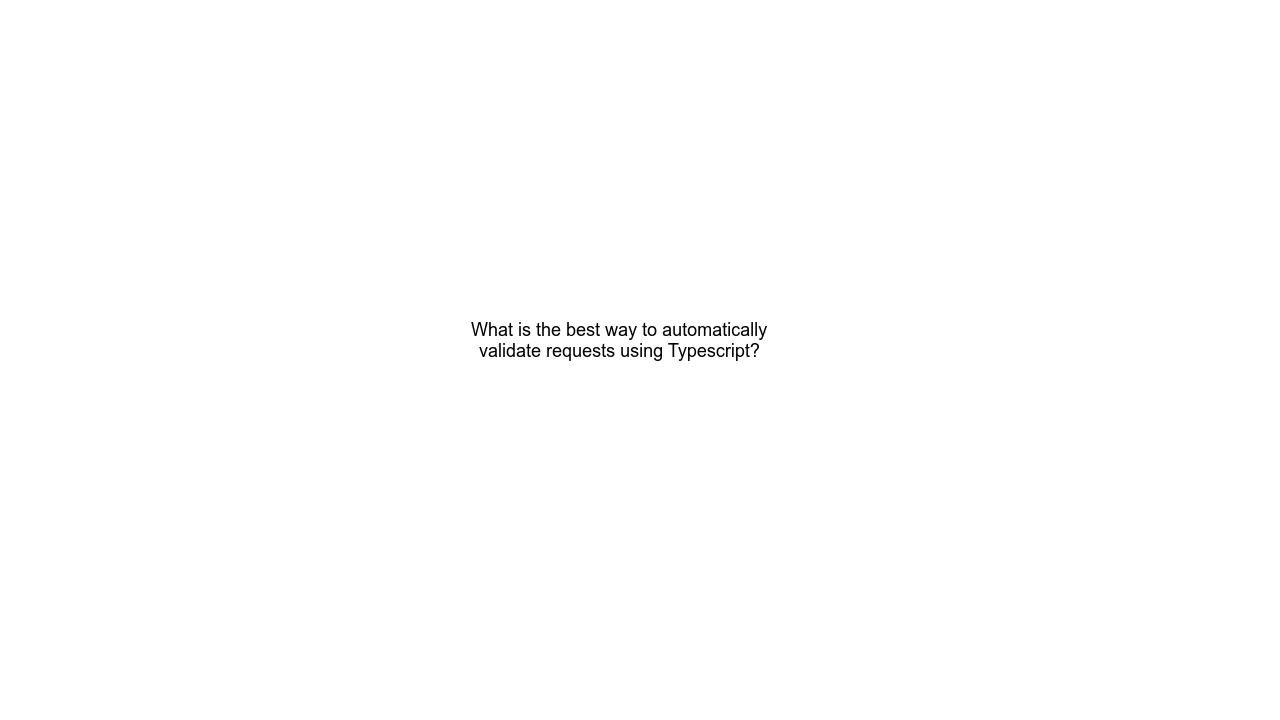 What is the best way to automatically
validate requests using Typescript?